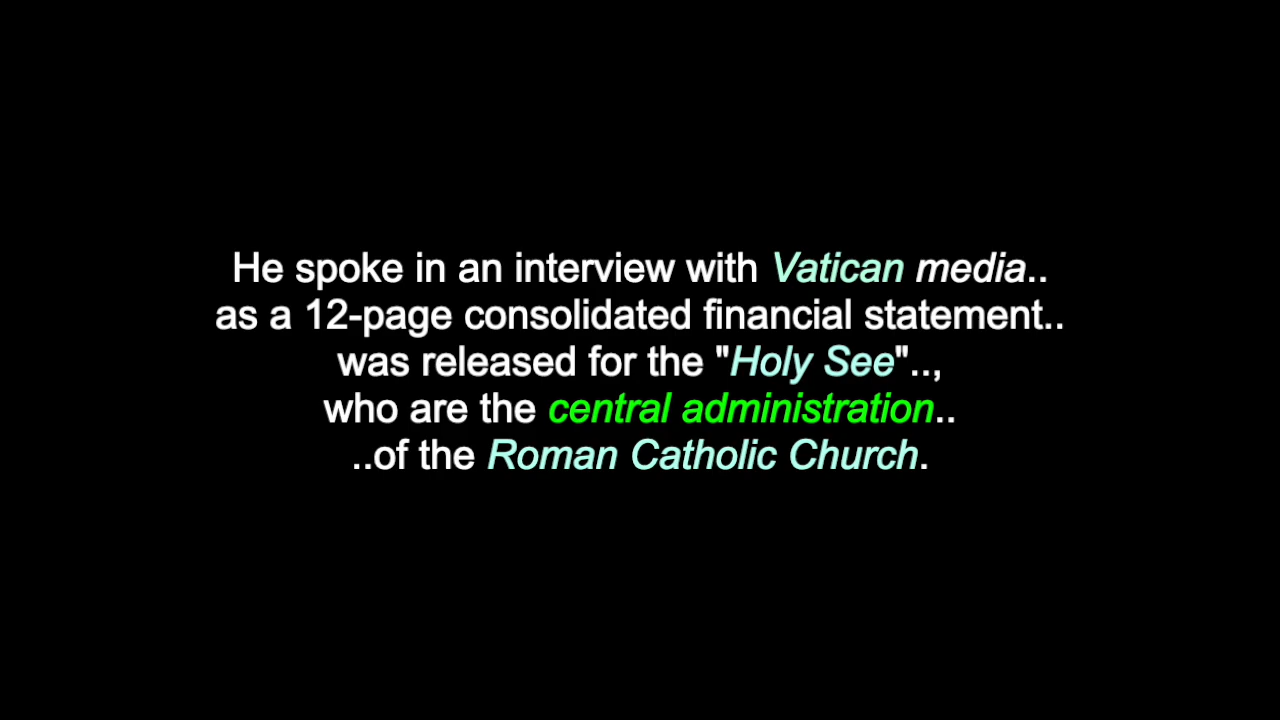 He spoke in an interview with Vatican media..
as a 12-page consolidated financial statement..
was released for the "Holy See"..,
who are the central administration..
..of the Roman Catholic Church.